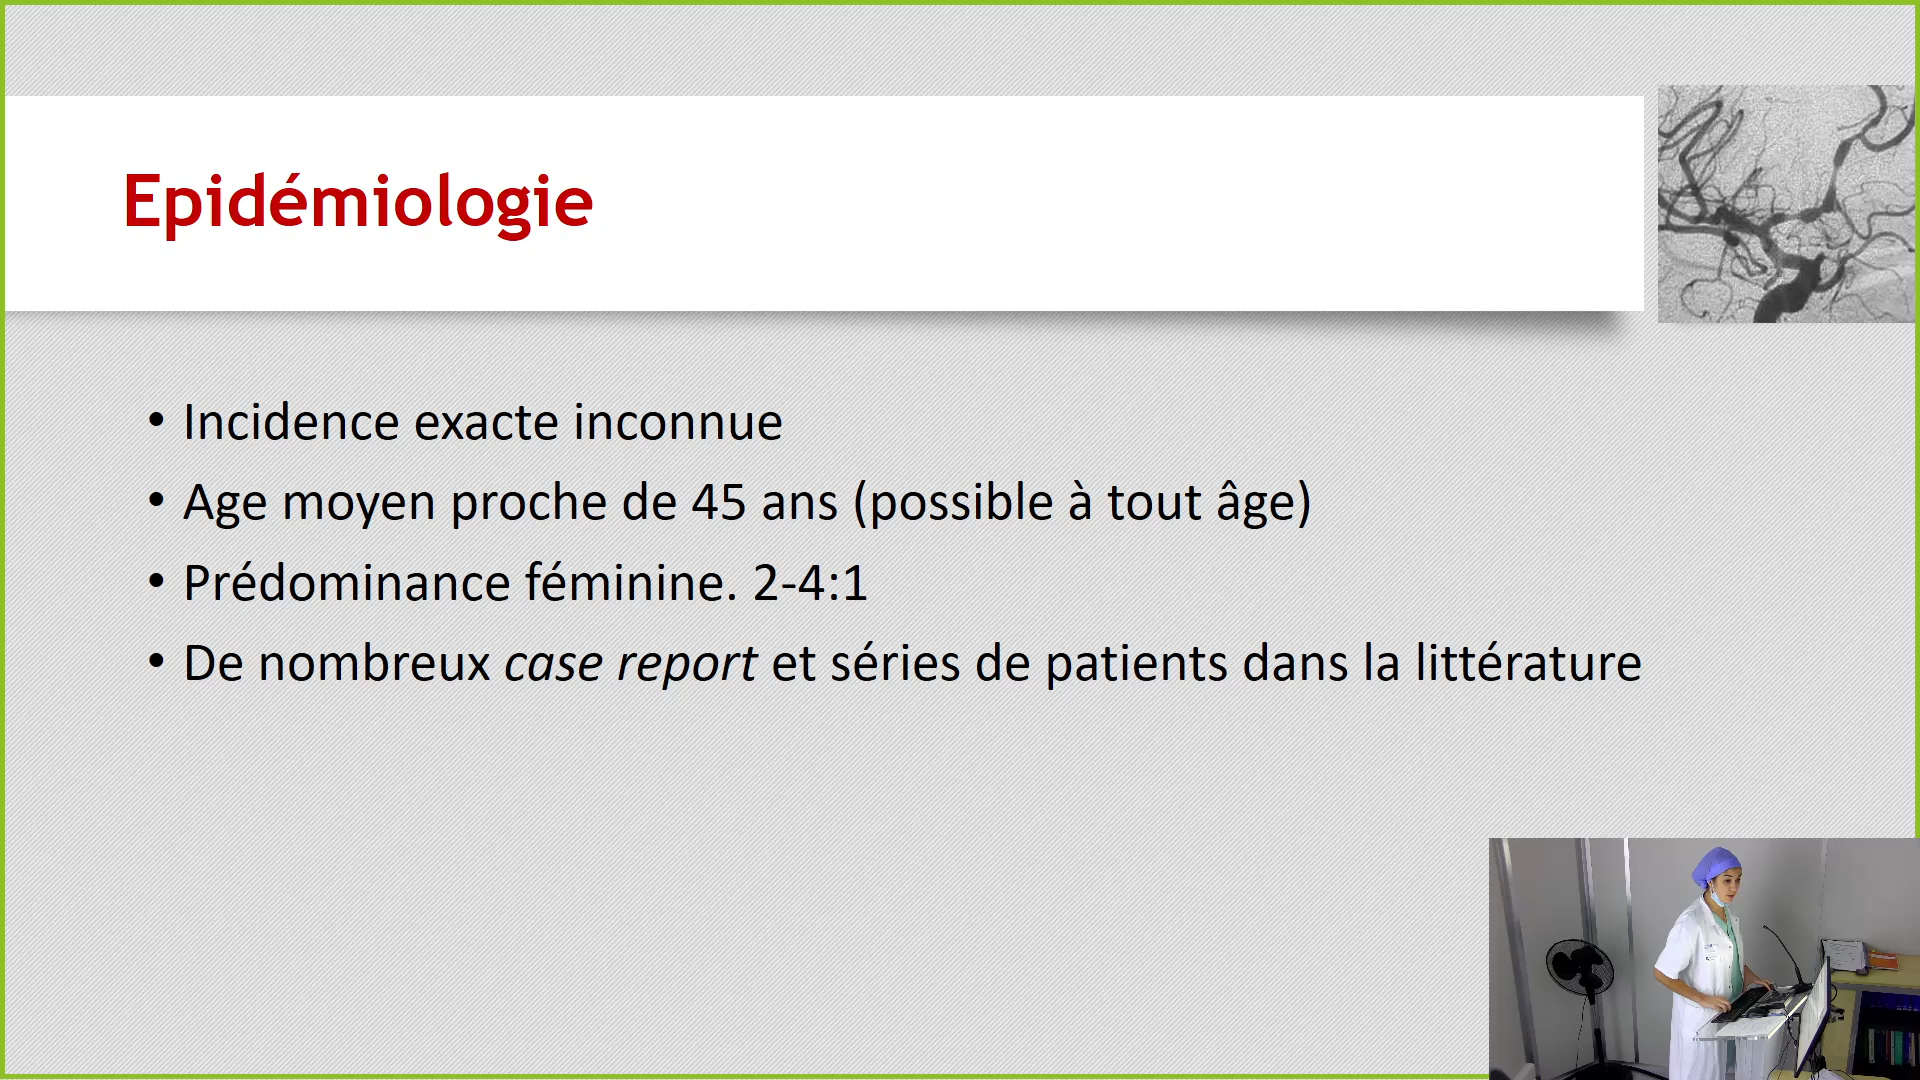 Epidémiologie
• Incidence exacte inconnue
• Age moyen proche de 45 ans (possible à tout âge)
• Prédominance féminine. 2-4:1
• De nombreux case report et séries de patients dans la littérature